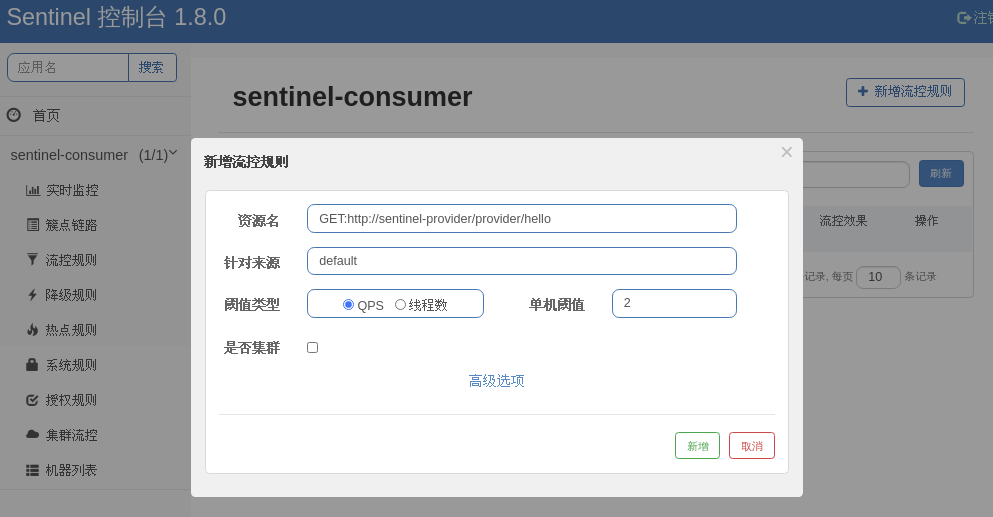 Sentinel 控制台 1.8.0
注销
应用名 搜索
首页
sentinel-consumer (1/1)
实时监控
簇点链路
流控规则
降级规则
热点规则
系统规则
授权规则
集群流控
机器列表
sentinel-consumer
新增流控规则
刷新
流控效果 操作
记录, 每页 10 条记录
新增流控规则
资源名 GET:http://sentinel-provider/provider/hello
针对来源 default
阈值类型 QPS 线程数 单机阈值 2
是否集群
高级选项
新增 取消